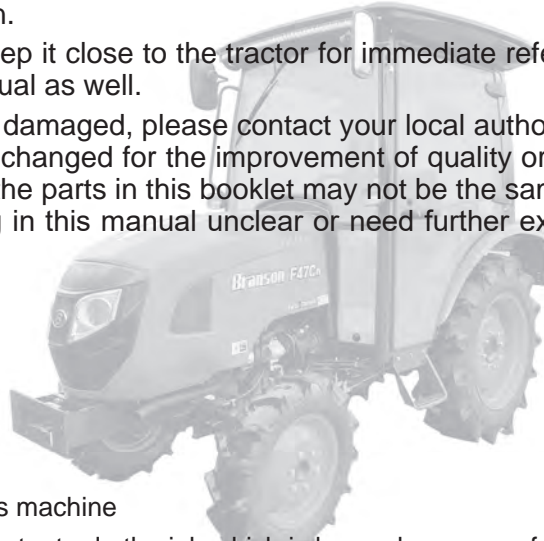 ep it close to the tractor for immediate refe
ual as well.
damaged, please contact your local autho
changed for the improvement of quality or
he parts in this booklet may not be the sar
g in this manual unclear or need further ex
Branson F47Cn
s machine